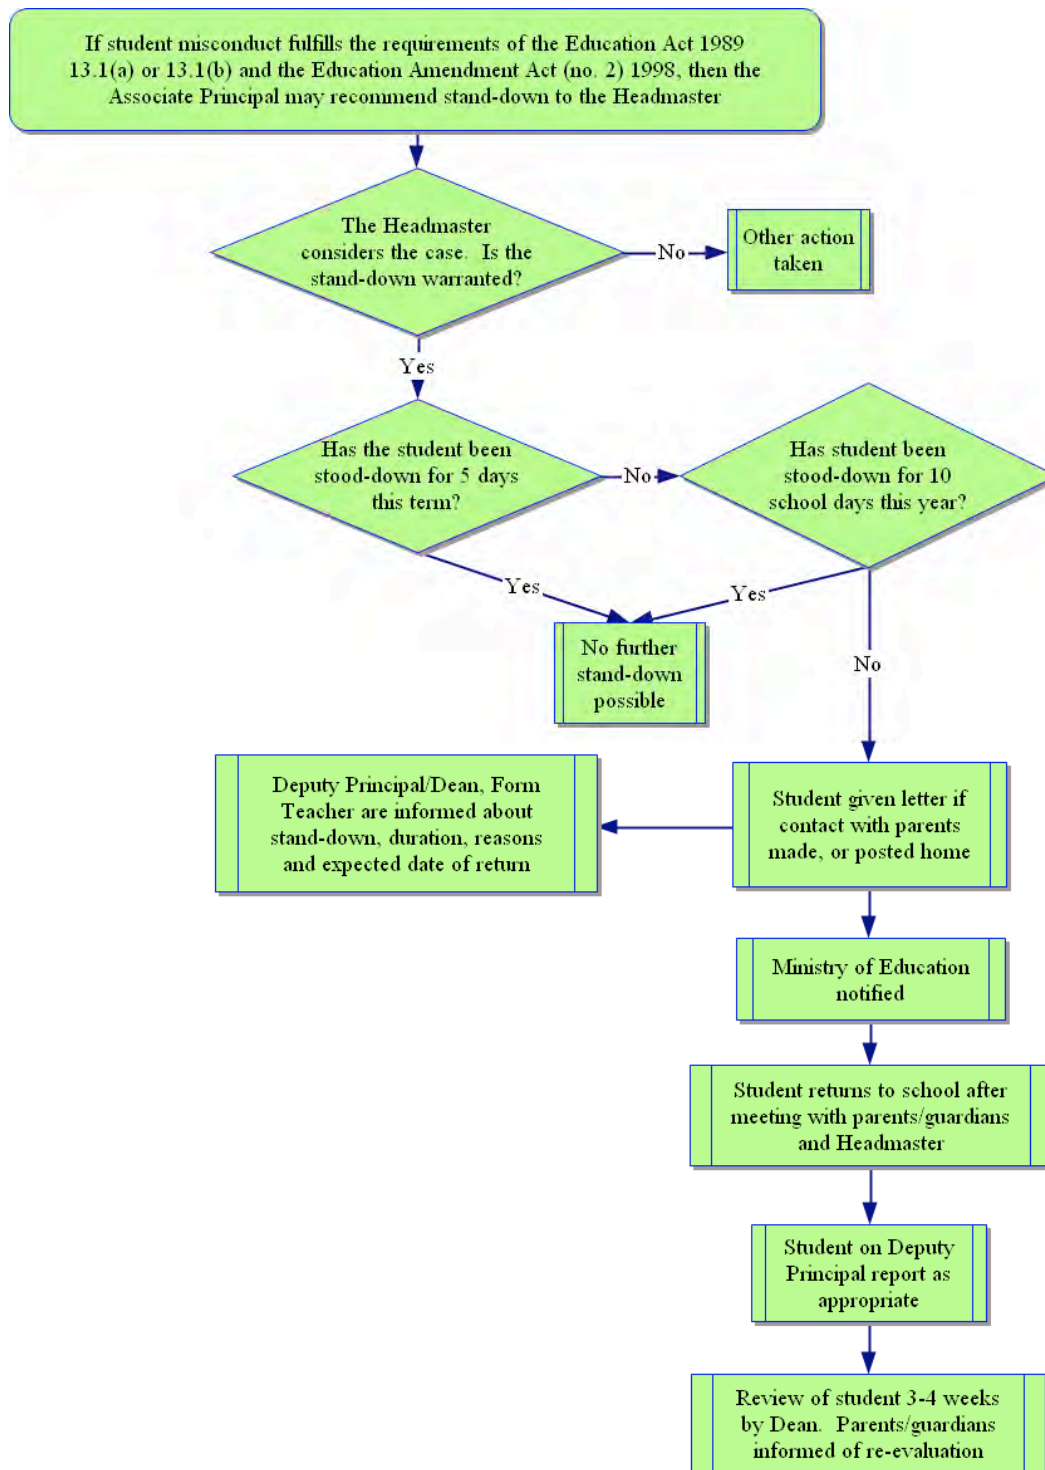 If student misconduct fulfills the requirements of the Education Act 1989
13.1(a) or 13.1(b) and the Education Amendment Act (no. 2) 1998, then the
Associate Principal may recommend stand-down to the Headmaster
The Headmaster
considers the case. Is the
stand-down warranted?
No
Other action
taken
Yes
Has the student been
stood-down for 5 days
this term?
No
Has student been
stood-down for 10
school days this year?
Yes
Yes
No further
stand-down
possible
No
Deputy Principal/Dean, Form
Teacher are informed about
stand-down, duration, reasons
and expected date of return
Student given letter if
contact with parents
made, or posted home
Ministry of Education
notified
Student returns to school after
meeting with parents/guardians
and Headmaster
Student on Deputy
Principal report as
appropriate
Review of student 3-4 weeks
by Dean. Parents/guardians
informed of re-evaluation